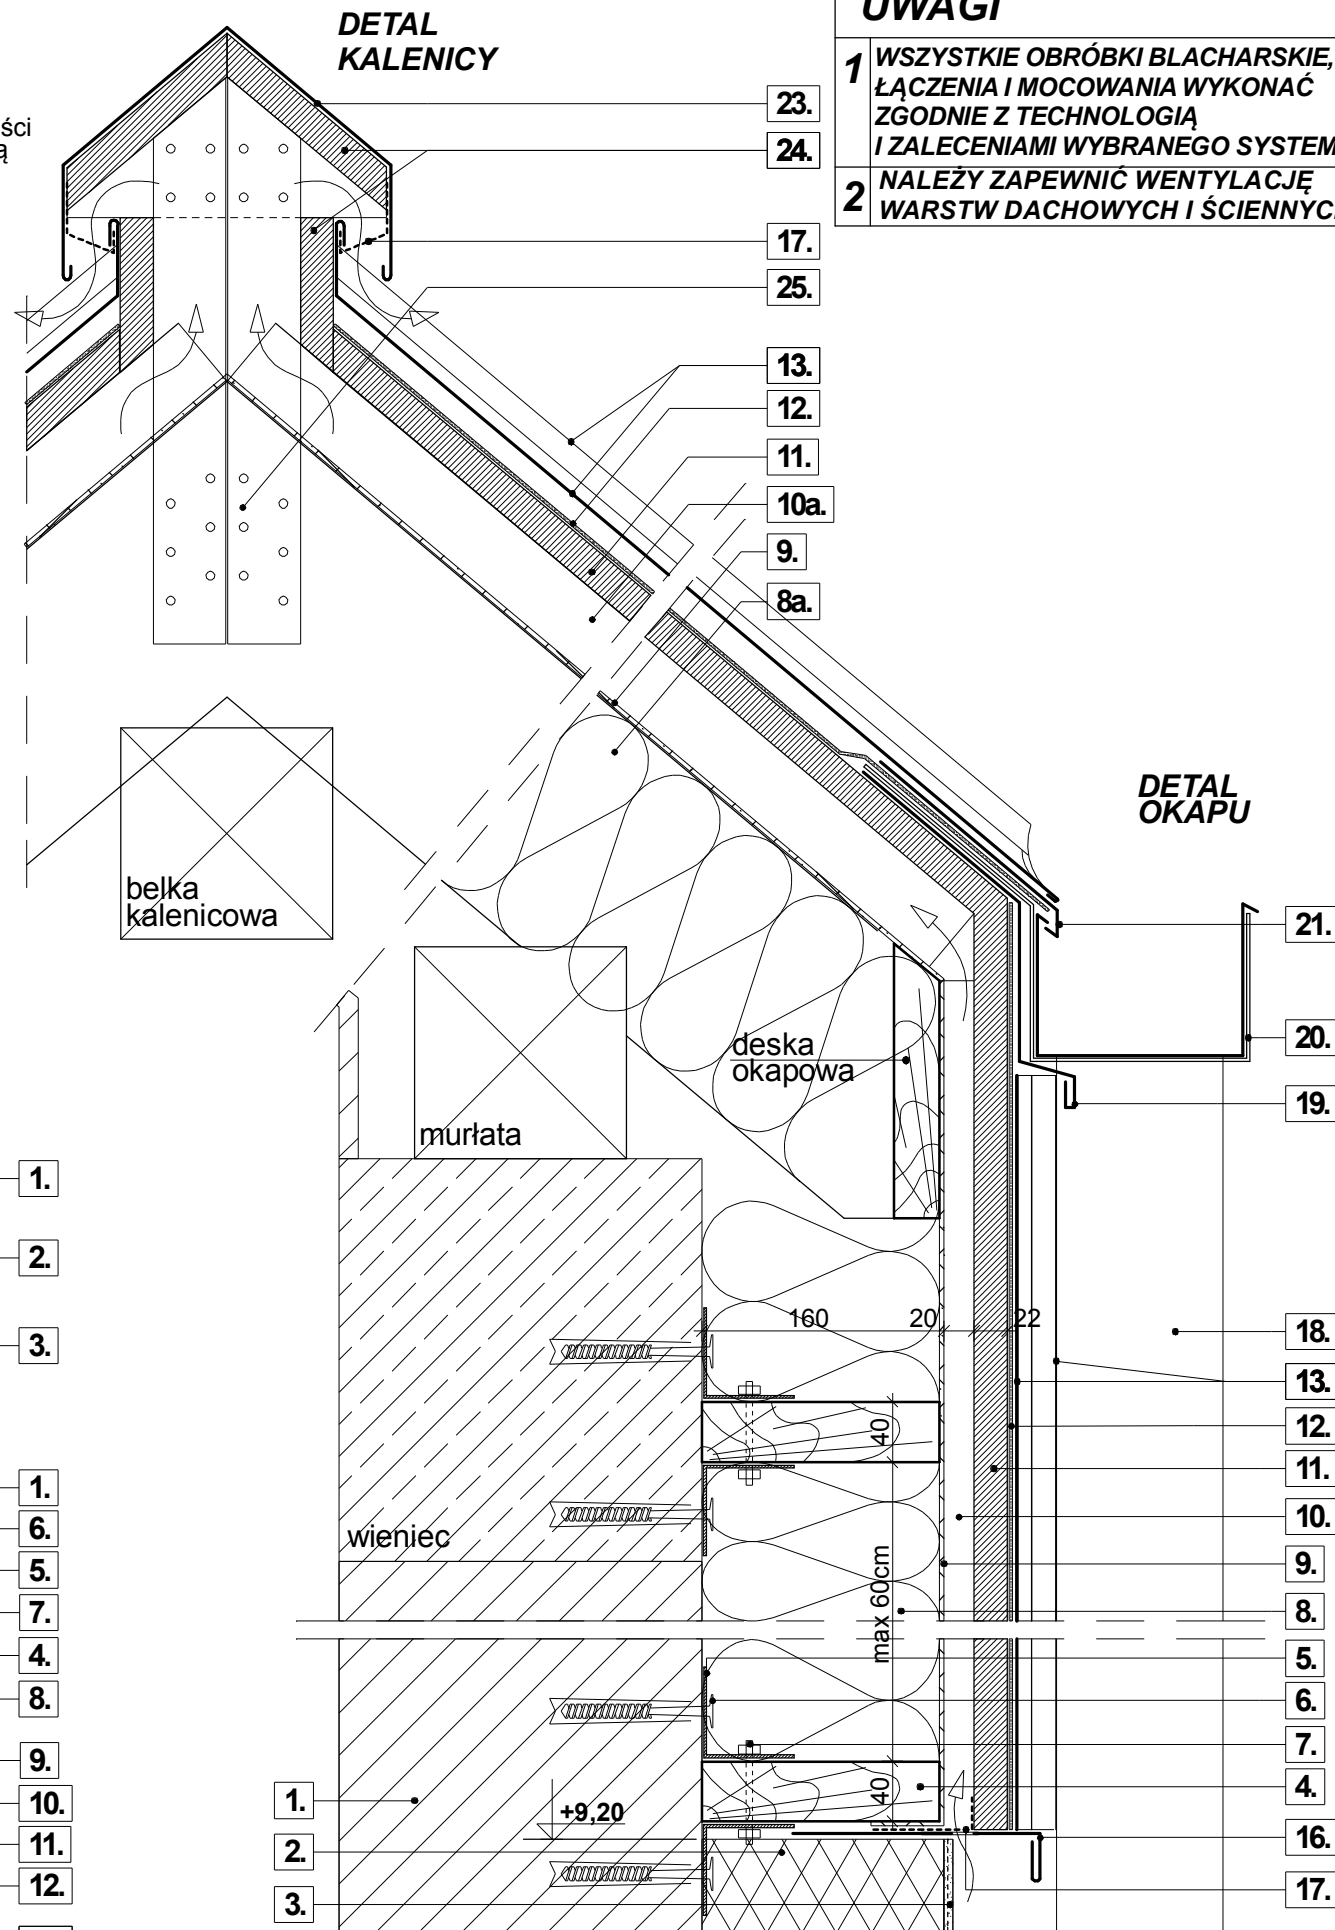 DETAL
KALENICY
UWAGI
1 WSZYSTKIE OBRÓBKI BLACHARSKIE,
ŁĄCZENIA I MOCOWANIA WYKONAĆ
ZGODNIE Z TECHNOLOGIĄ
I ZALECENIAMI WYBRANEGO SYSTEM
2 NALEŻY ZAPEWNIĆ WENTYLACJĘ
WARSTW DACHOWYCH I ŚCIENNYC
ści
ą
23.
24.
17.
25.
13.
12.
11.
10a.
9.
8a.
belka
kalenicowa
murłata
deska
okapowa
DETAL
OKAPU
21.
20.
19.
1.
2.
3.
160 20 22
18.
13.
12.
11.
10.
9.
8.
5.
6.
7.
4.
16.
17.
40
wieniec
max 60cm
40
1.
6.
5.
7.
4.
8.
9.
10.
11.
12.
1.
+9,20
2.
3.